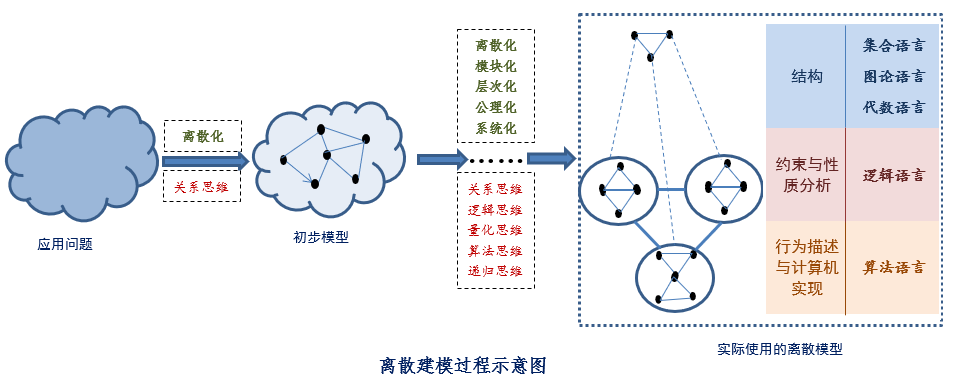 离散化
关系思维
应用问题
初步模型
离散化
模块化
层次化
公理化
系统化
······
关系思维
逻辑思维
量化思维
算法思维
递归思维
结构
集合语言
图论语言
代数语言
约束与性
质分析
逻辑语言
行为描述
与计算机
实现
算法语言
实际使用的离散模型
离散建模过程示意图